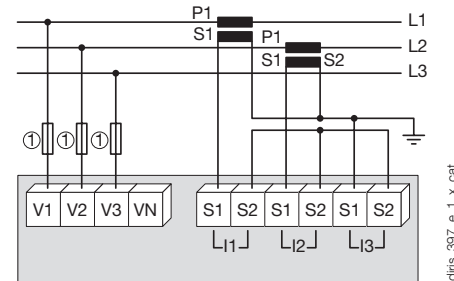 P1
L1
S1
P1
L2
S1
S2
L3
① ① ①
V1 V2 V3 VN
S1 S2 S1 S2 S1 S2
I1 I2 I3
diris_397_e_1_x_cat